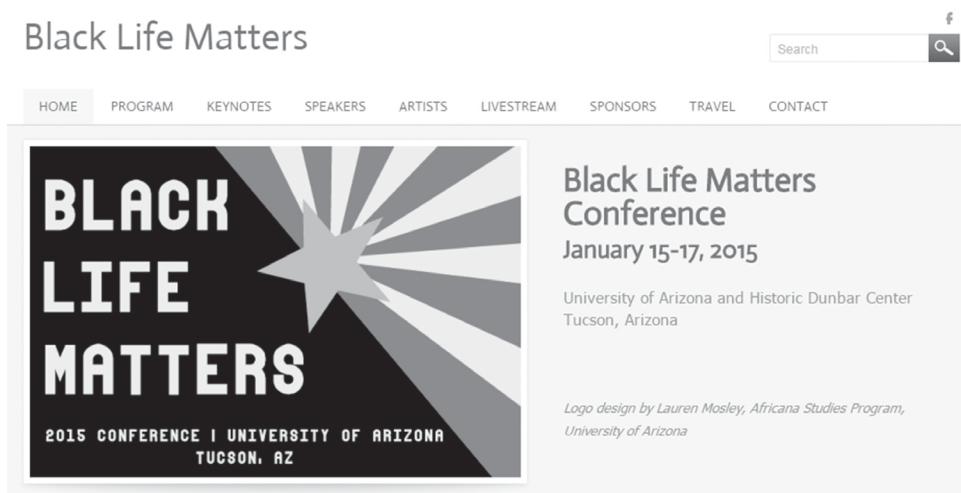 Black Life Matters
f
Search
HOME PROGRAM KEYNOTES SPEAKERS ARTISTS LIVESTREAM SPONSORS TRAVEL CONTACT
BLACK
LIFE
MATTERS
2015 CONFERENCE | UNIVERSITY OF ARIZONA
TUCSON, AZ
Black Life Matters
Conference
January 15-17, 2015
University of Arizona and Historic Dunbar Center
Tucson, Arizona
Logo design by Lauren Mosley, Africana Studies Program,
University of Arizona